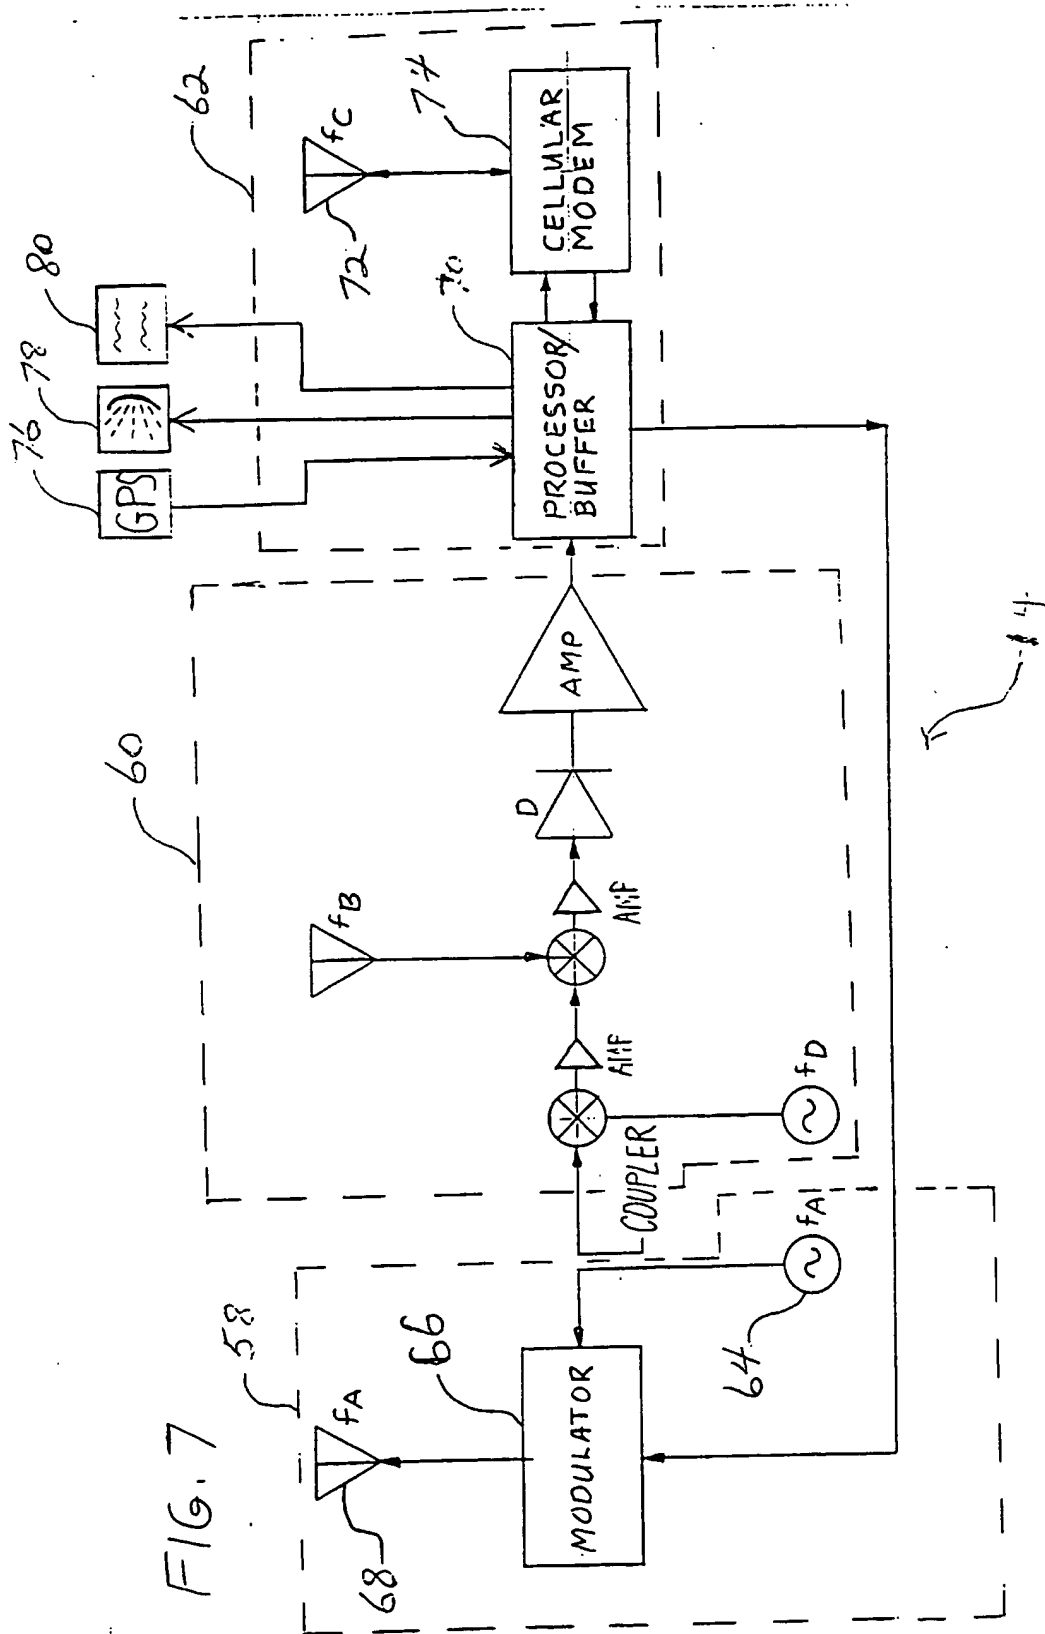 FIG. 7
58
68
fA
66
MODULATOR
64
fA
COUPLER
60
fB
AMP
AMP
fD
D
AMP
62
76
78
80
GPS
72
fC
70
74
PROCESSOR/
BUFFER
CELLULAR
MODEM